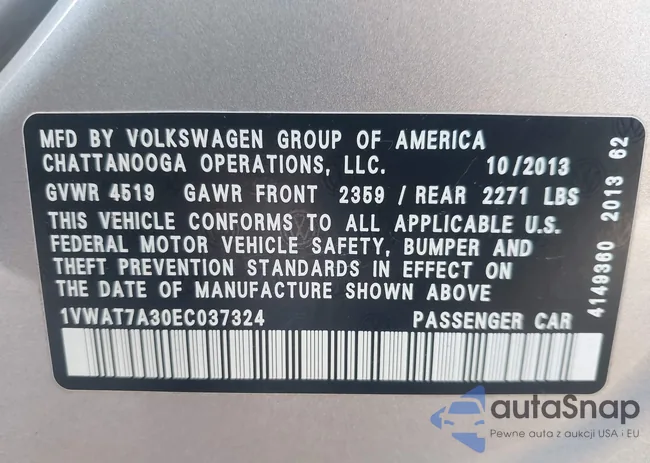 MFD BY VOLKSWAGEN GROUP OF AMERICA
CHATTANOOGA OPERATIONS, LLC. 10/2013
GVWR 4519 GAWR FRONT 2359 / REAR 2271 LBS
THIS VEHICLE CONFORMS TO ALL APPLICABLE U.S.
FEDERAL MOTOR VEHICLE SAFETY, BUMPER AND
THEFT PREVENTION STANDARDS IN EFFECT ON
THE DATE OF MANUFACTURE SHOWN ABOVE
1VWAT7A30EC037324 PASSENGER CAR
4149360 2013 62
autaSnap
Pewne auta z aukcji USA i EU